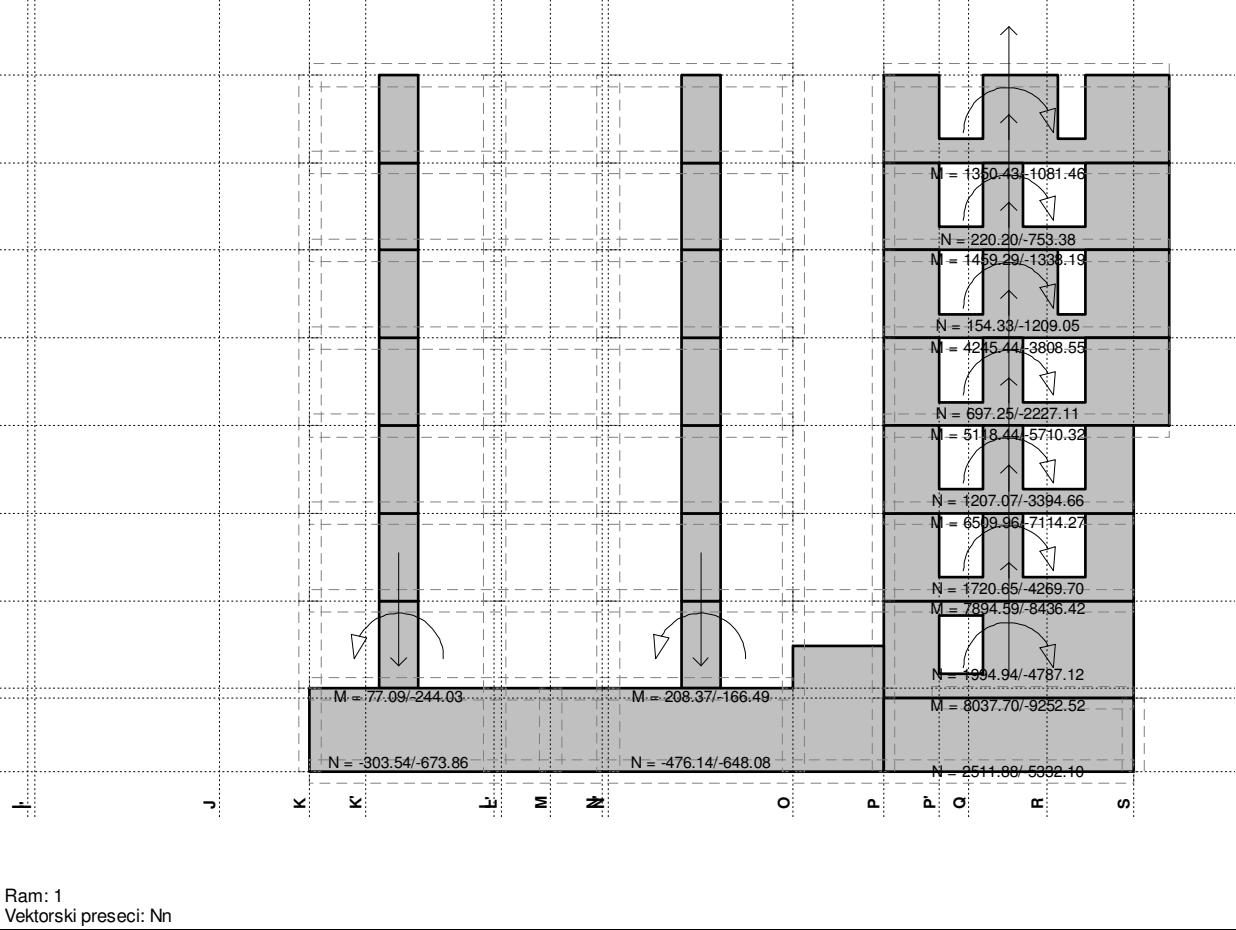 M = 1350.43/-1081.46
N = 220.20/-753.38
M = 1459.29/-1338.19
N = 154.33/-1209.05
M = 4245.44/-3808.55
N = 697.25/-2227.11
M = 5118.44/-5710.32
N = 1207.07/-3394.66
M = 6509.96/-7114.27
N = 1720.65/-4269.70
M = 7894.59/-8436.42
N = 1994.94/-4787.12
M = 77.09/-244.03
M = 208.37/-166.49
M = 8037.70/-9252.52
N = -303.54/-673.86
N = -476.14/-648.08
N = 2511.88/-5332.10
J K K' M O P P' Q R S
Ram: 1
Vektorski preseci: Nn